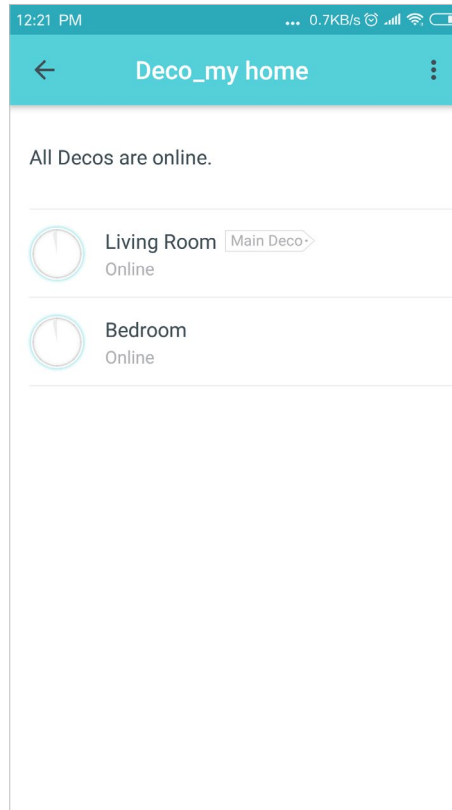 12:21 PM ... 0.7KB/s
Deco_my home
All Decos are online.
Living Room Main Deco
Online
Bedroom
Online